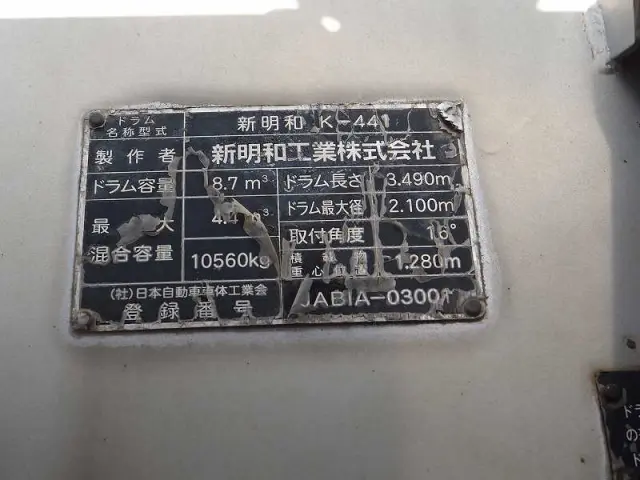 ドラム
名称型式 新明和 K-441
製作者 新明和工業株式会社
ドラム容量 8.7 m³ ドラム長さ 3.490m
ドラム最大径 2.100m
最大 m³
取付角度 16°
混合容量 10560kg
重心 1.280m
(社)日本自動車車体工業会
登録番号 JABIA-03001